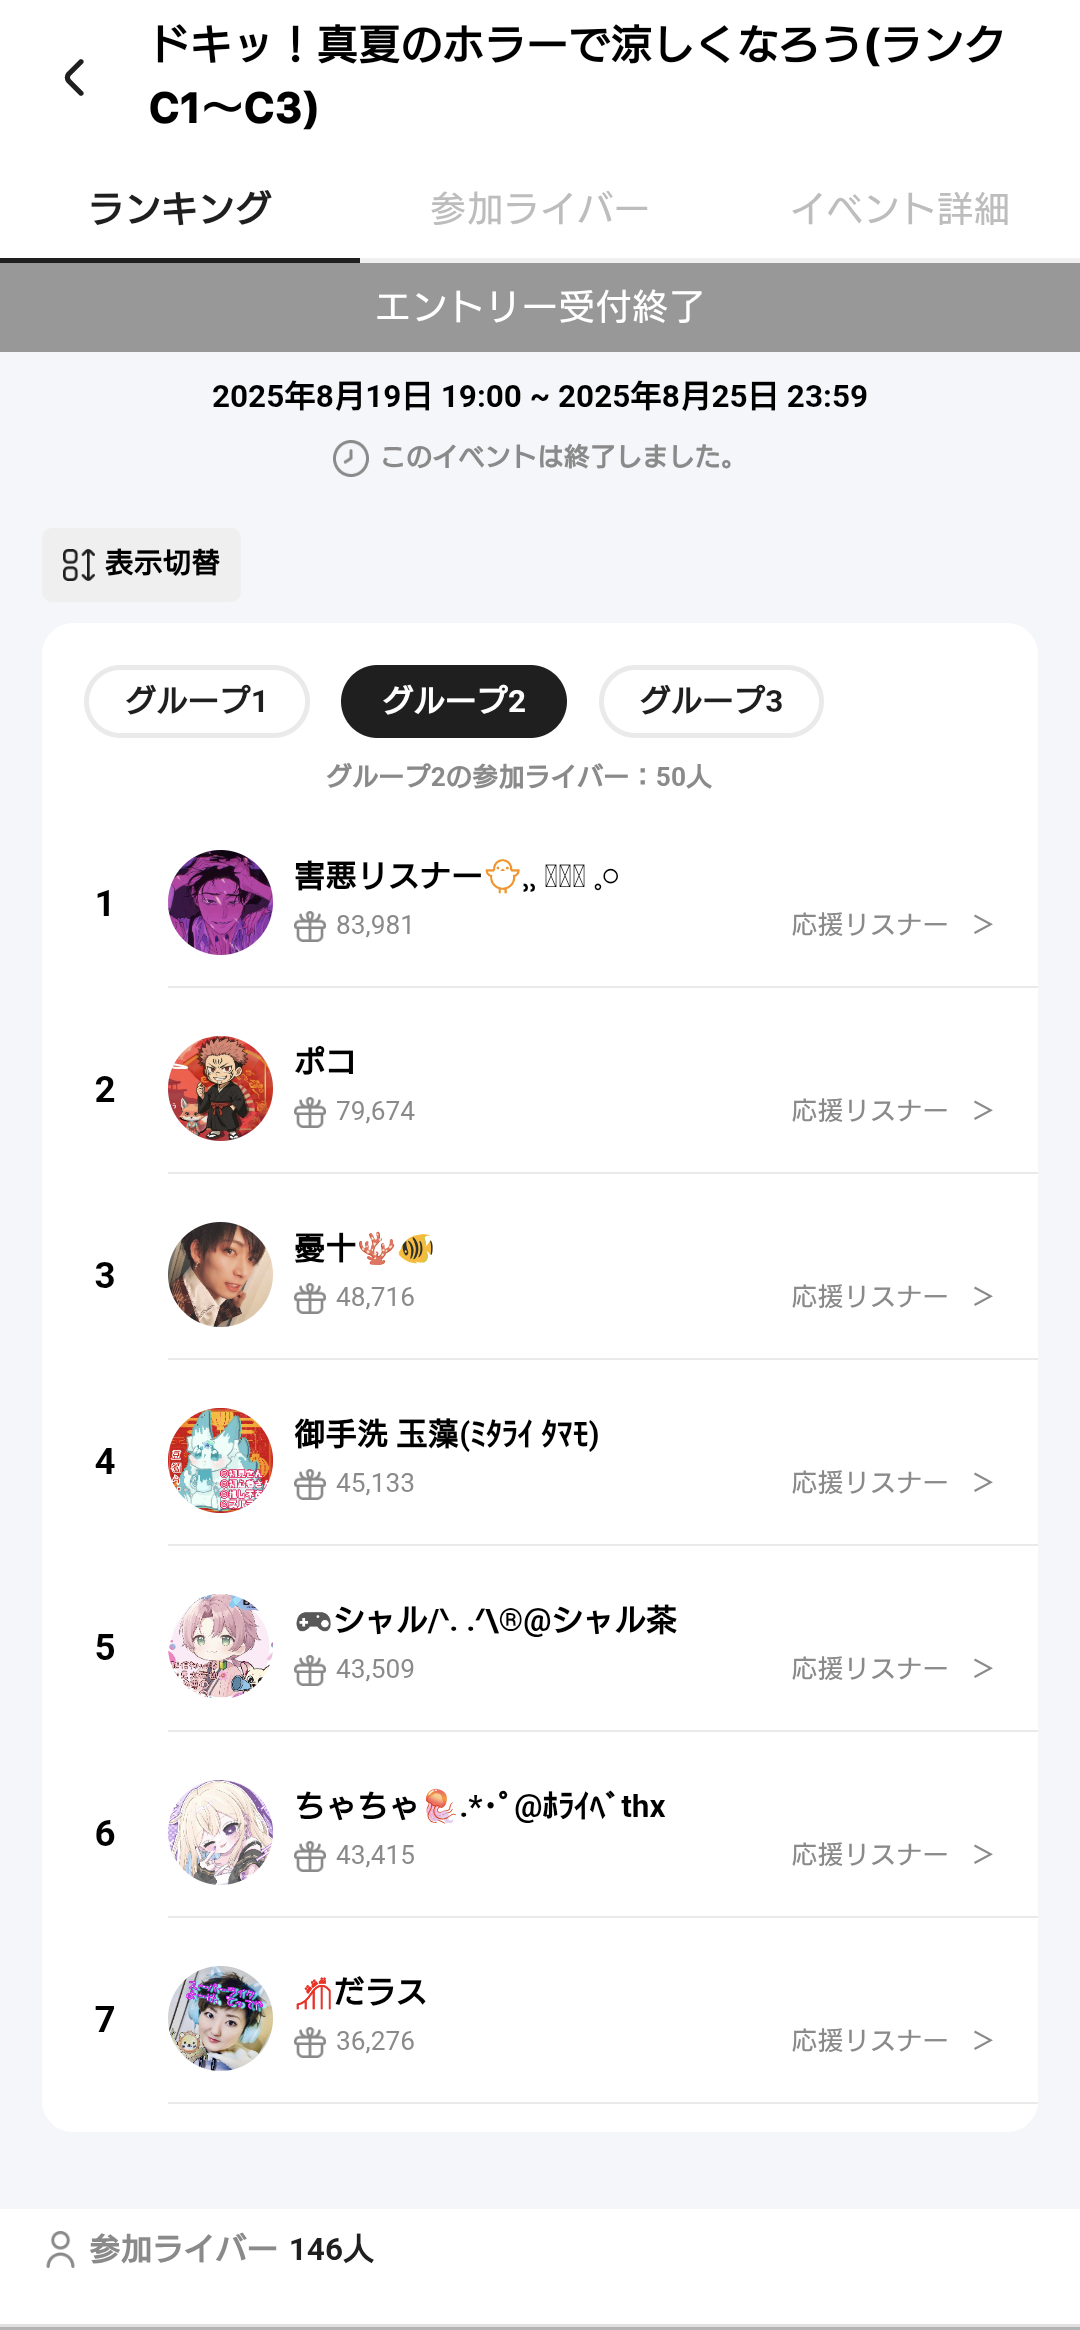 ドキッ！真夏のホラーで涼しくなろう(ランク
C1〜C3)
ランキング
参加ライバー
イベント詳細
エントリー受付終了
2025年8月19日 19:00 ~ 2025年8月25日 23:59
このイベントは終了しました。
表示切替
グループ1
グループ2
グループ3
グループ2の参加ライバー：50人
1
害悪リスナー🐤,, 𓏸𓏸𓏸 .𓏸
83,981
応援リスナー >
2
ポコ
79,674
応援リスナー >
3
憂十🪸🐠
48,716
応援リスナー >
4
御手洗 玉藻(ﾐﾀﾗｲ ﾀﾏﾓ)
45,133
応援リスナー >
5
🎮シャル/ᐠ. .ᐟ\®@シャル茶
43,509
応援リスナー >
6
ちゃちゃ🪼.*･ﾟ@ﾎﾗｲﾍﾞthx
43,415
応援リスナー >
7
🎢だラス
36,276
応援リスナー >
参加ライバー 146人